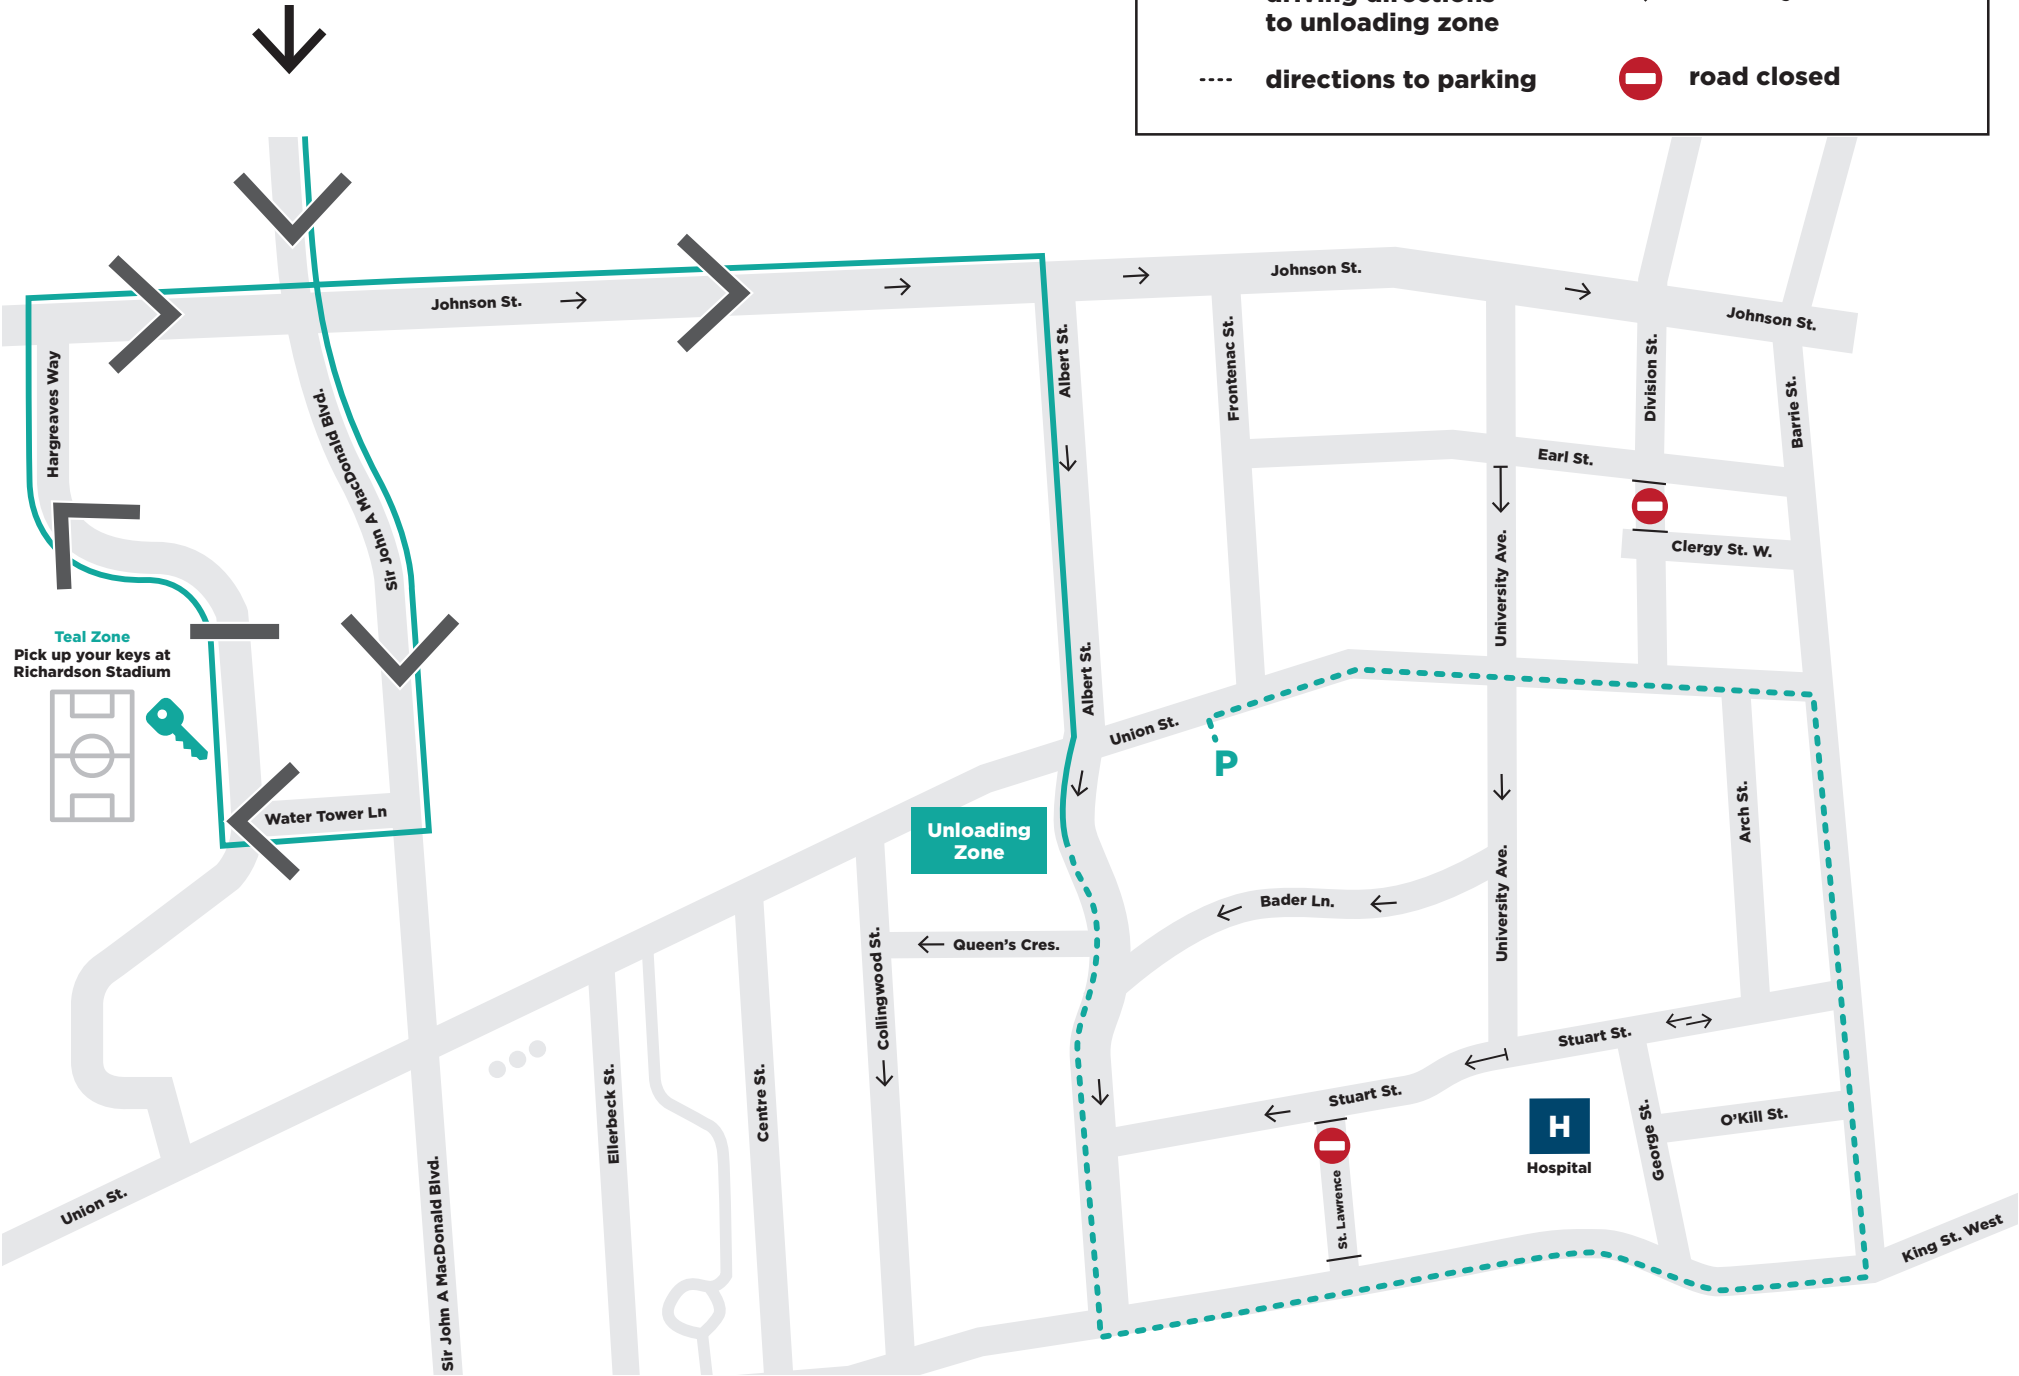 to unloading zone
directions to parking
road closed
Johnson St.
Johnson St.
Johnson St.
Hargreaves Way
Sir John A MacDonald Blvd.
Albert St.
Frontenac St.
Division St.
Barrie St.
Earl St.
Clergy St. W.
University Ave.
Teal Zone
Pick up your keys at
Richardson Stadium
Albert St.
Union St.
P
Water Tower Ln
Unloading
Zone
Arch St.
Bader Ln.
University Ave.
Queen's Cres.
Collingwood St.
Stuart St.
Stuart St.
Ellerbeck St.
Centre St.
H
Hospital
George St.
O'Kill St.
St. Lawrence
Union St.
Sir John A MacDonald Blvd.
King St. West